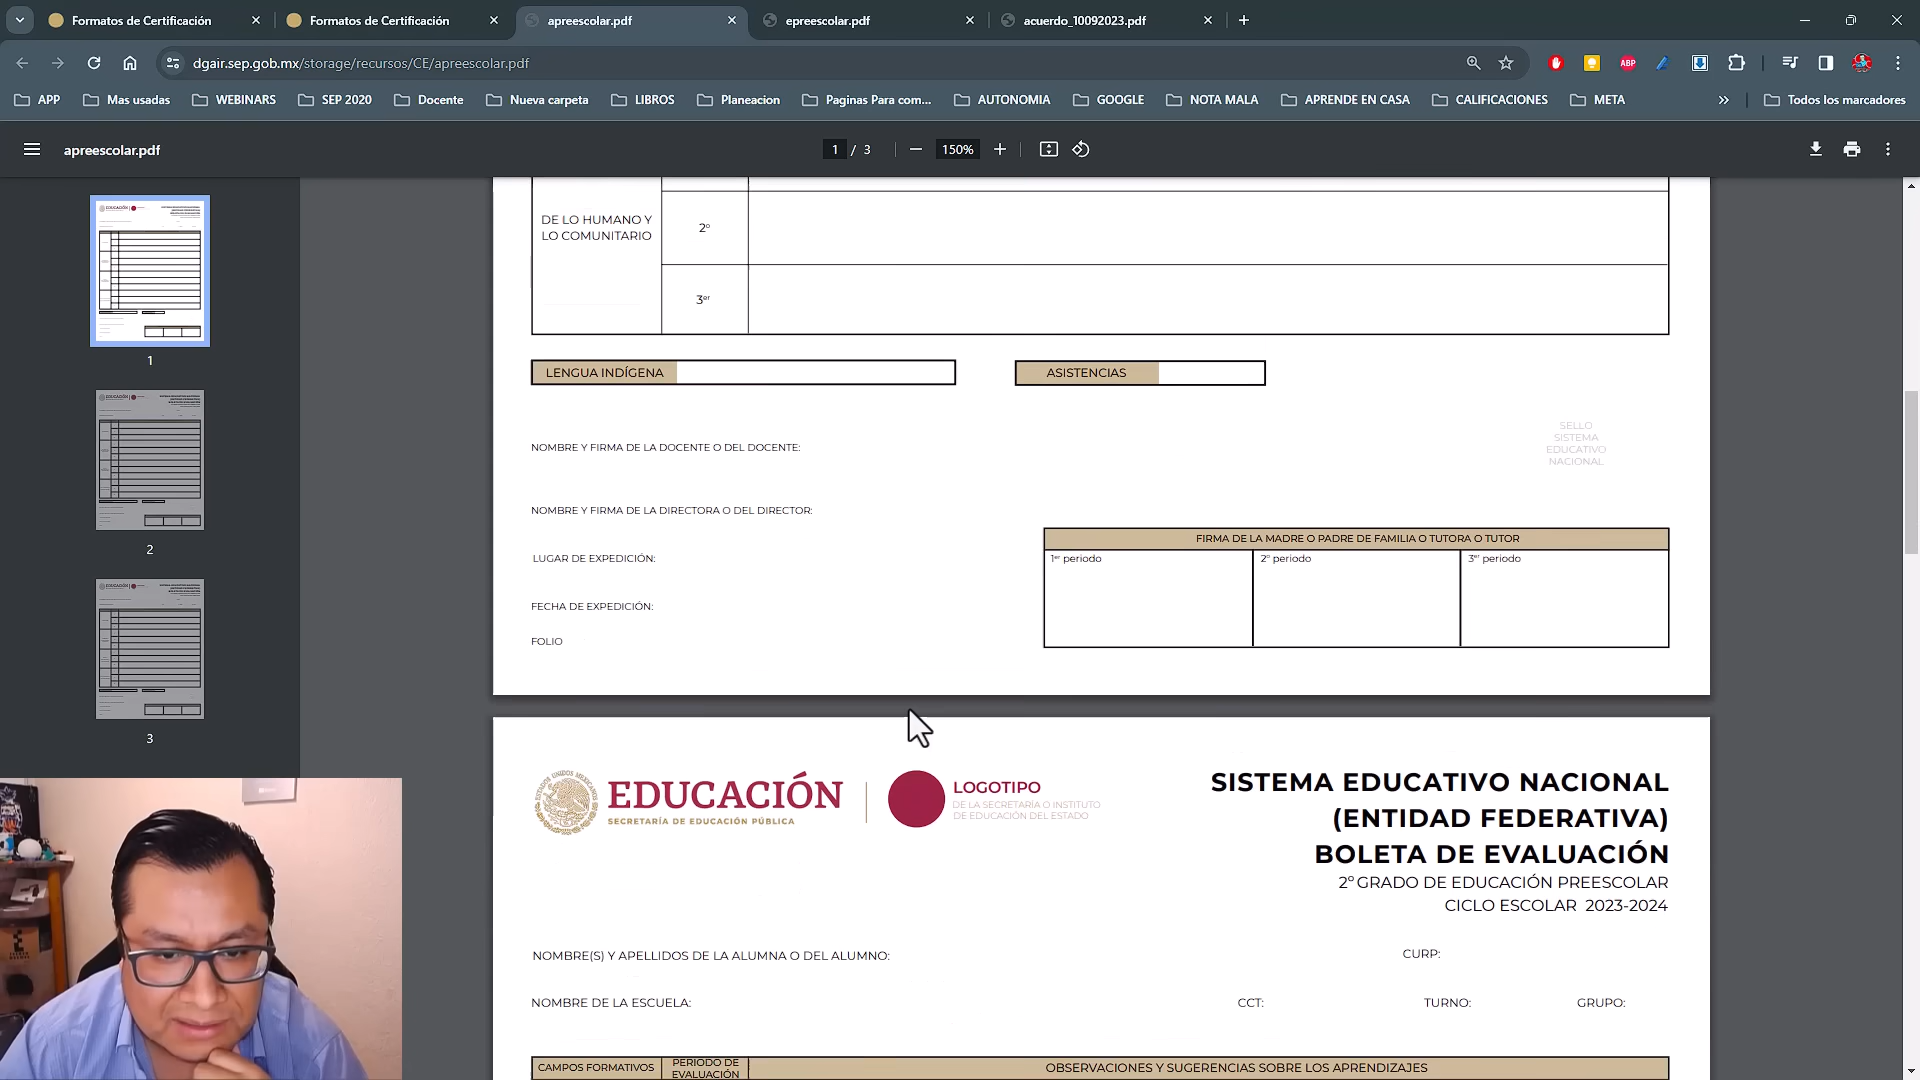 Formatos de Certificación
Formatos de Certificación
apreescolar.pdf
epreescolar.pdf
acuerdo_10092023.pdf
dgair.sep.gob.mx/storage/recursos/CE/apreescolar.pdf
ABP
APP
Mas usadas
WEBINARS
SEP 2020
Docente
Nueva carpeta
LIBROS
Planeacion
Paginas Para com...
AUTONOMIA
GOOGLE
NOTA MALA
APRENDE EN CASA
CALIFICACIONES
META
Todos los marcadores
apreescolar.pdf
1 / 3
150%
1
2
3
DE LO HUMANO Y
LO COMUNITARIO
2º
3er
LENGUA INDÍGENA
ASISTENCIAS
NOMBRE Y FIRMA DE LA DOCENTE O DEL DOCENTE:
SELLO
SISTEMA
EDUCATIVO
NACIONAL
NOMBRE Y FIRMA DE LA DIRECTORA O DEL DIRECTOR:
LUGAR DE EXPEDICIÓN:
FECHA DE EXPEDICIÓN:
FOLIO
FIRMA DE LA MADRE O PADRE DE FAMILIA O TUTORA O TUTOR
1er periodo
2º periodo
3er periodo
EDUCACIÓN
SECRETARÍA DE EDUCACIÓN PÚBLICA
LOGOTIPO
DE LA SECRETARÍA O INSTITUTO
DE EDUCACIÓN DEL ESTADO
SISTEMA EDUCATIVO NACIONAL
(ENTIDAD FEDERATIVA)
BOLETA DE EVALUACIÓN
2º GRADO DE EDUCACIÓN PREESCOLAR
CICLO ESCOLAR 2023-2024
NOMBRE(S) Y APELLIDOS DE LA ALUMNA O DEL ALUMNO:
CURP:
NOMBRE DE LA ESCUELA:
CCT:
TURNO:
GRUPO:
CAMPOS FORMATIVOS
PERIODO DE
EVALUACIÓN
OBSERVACIONES Y SUGERENCIAS SOBRE LOS APRENDIZAJES